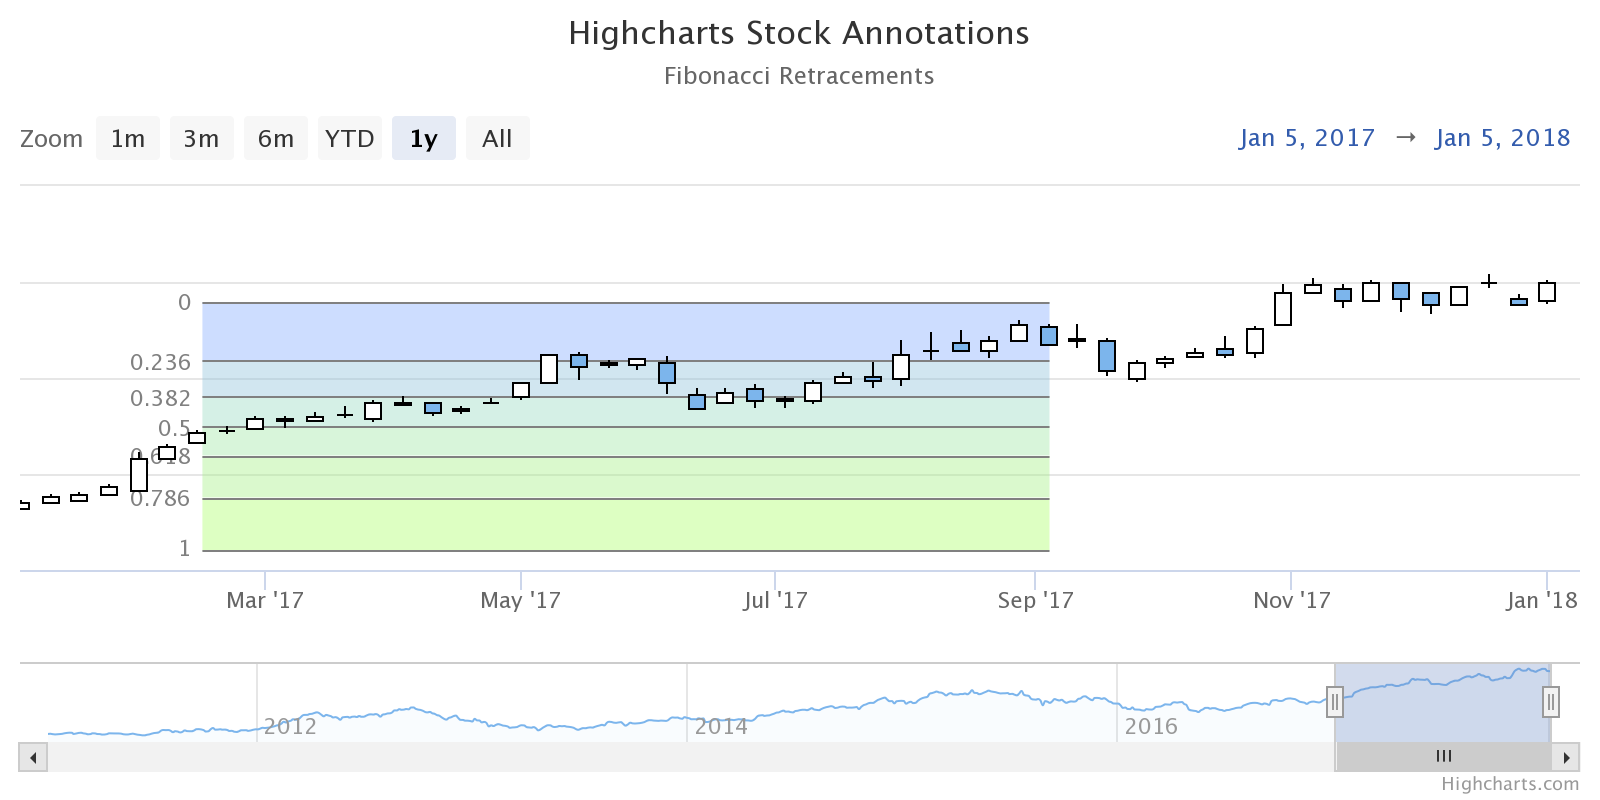 Highcharts Stock Annotations
Fibonacci Retracements
Zoom 1m 3m 6m YTD 1y All Jan 5, 2017 → Jan 5, 2018
0
0.236
0.382
0.5
0.618
0.786
1
Mar '17 May '17 Jul '17 Sep '17 Nov '17 Jan '18
2012 2014 2016
Highcharts.com